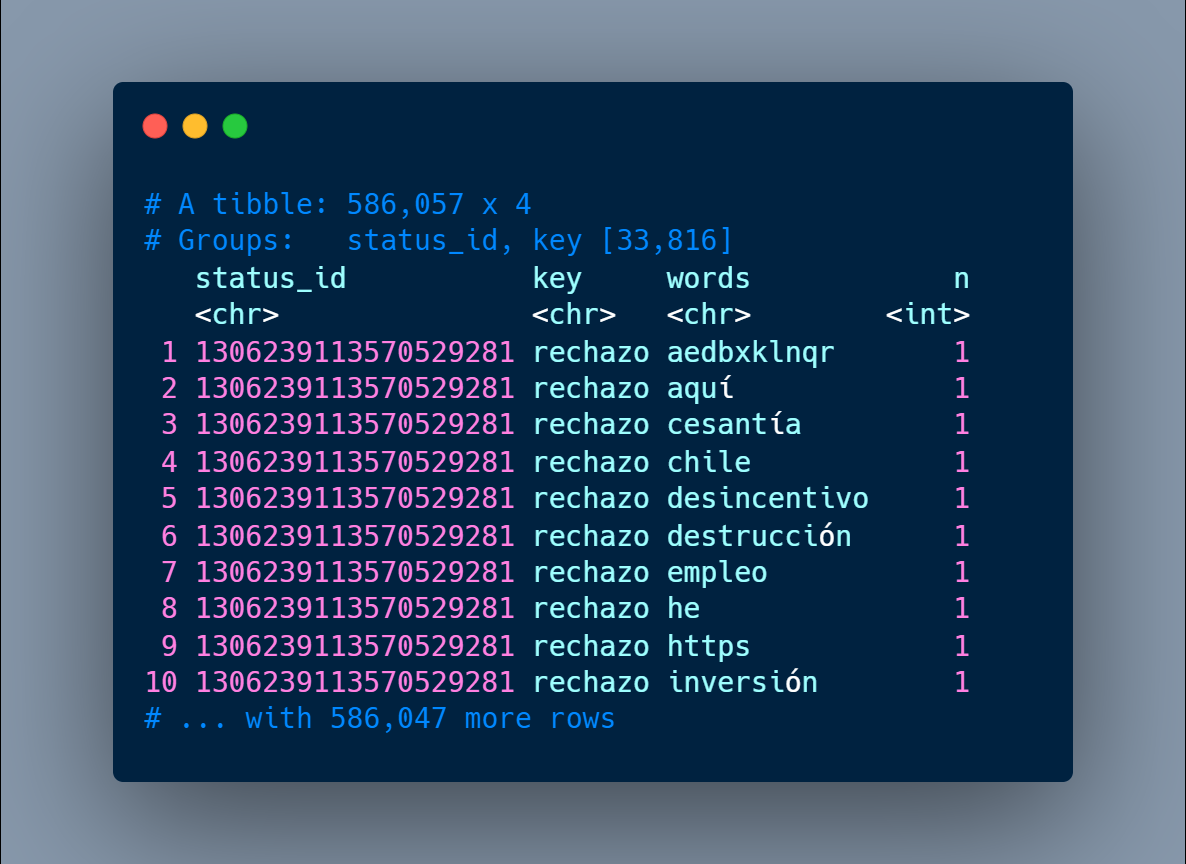 # A tibble: 586,057 x 4
# Groups:   status_id, key [33,816]
   status_id           key     words            n
   <chr>               <chr>   <chr>        <int>
 1 1306239113570529281 rechazo aedbxklnqr       1
 2 1306239113570529281 rechazo aquí             1
 3 1306239113570529281 rechazo cesantía         1
 4 1306239113570529281 rechazo chile            1
 5 1306239113570529281 rechazo desincentivo     1
 6 1306239113570529281 rechazo destrucción      1
 7 1306239113570529281 rechazo empleo           1
 8 1306239113570529281 rechazo he               1
 9 1306239113570529281 rechazo https            1
10 1306239113570529281 rechazo inversión        1
# ... with 586,047 more rows